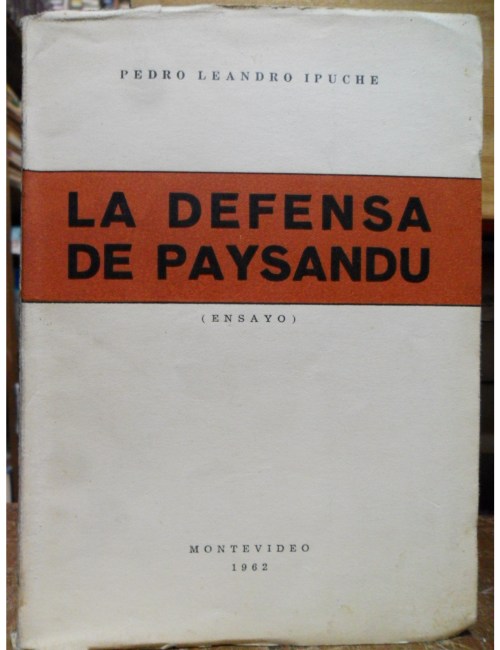 PEDRO LEANDRO IPUCHE
LA DEFENSA
DE PAYSANDU
(ENSAYO)
MONTEVIDEO
1962